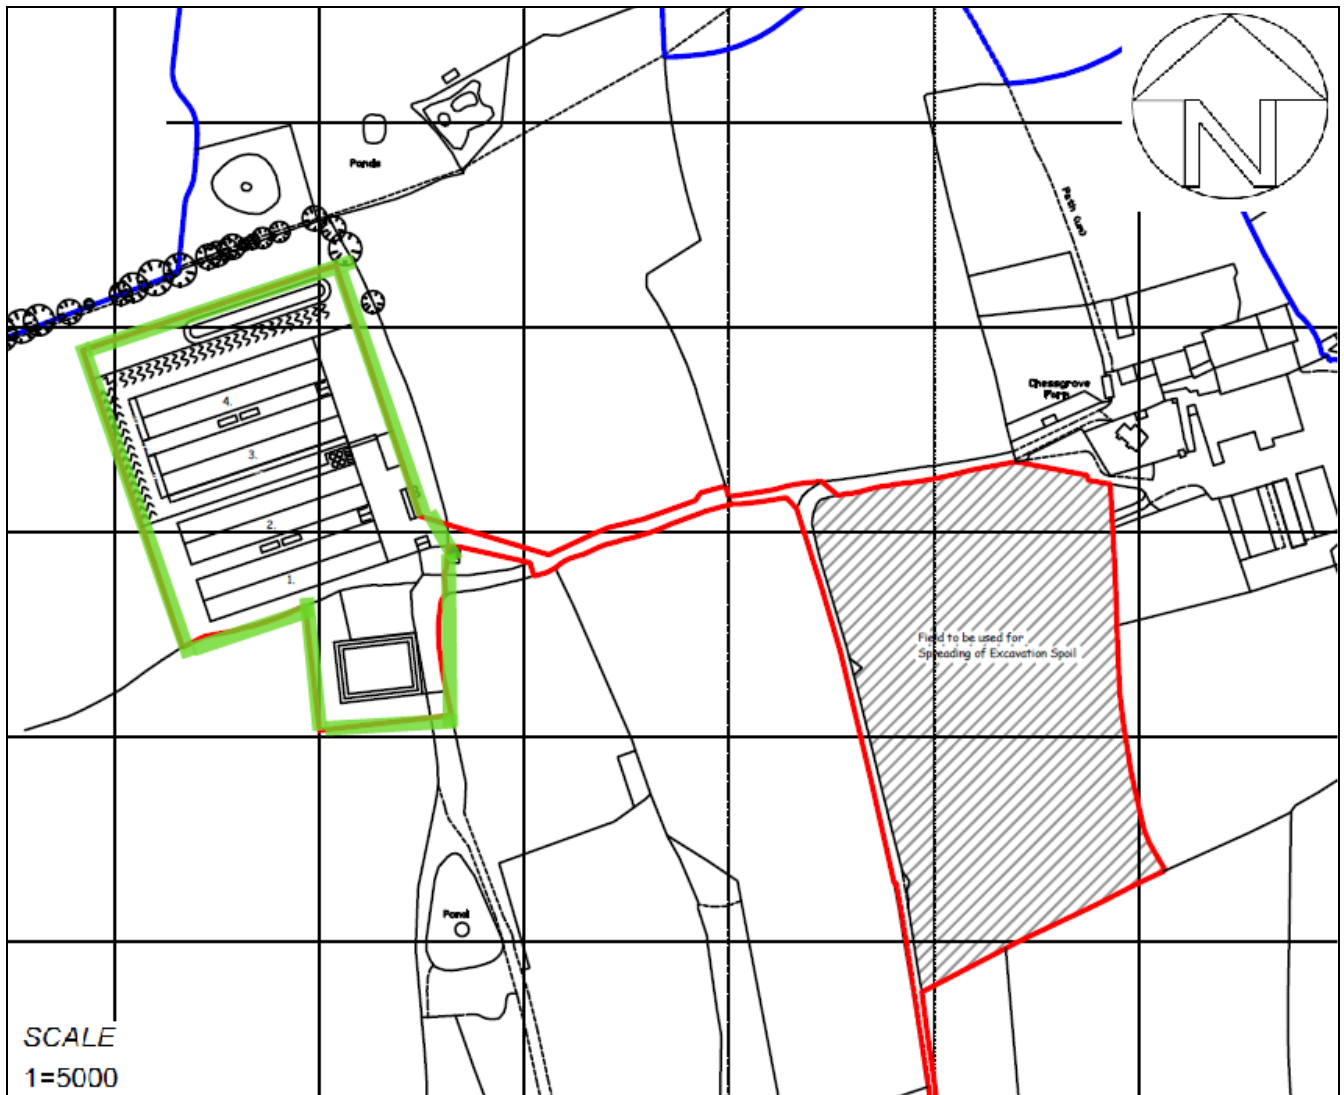 N
Ponds
Path (um)
Chessgrove
Farm
4.
3.
2.
1.
Field to be used for
Spreading of Excavation Spoil
Pond
SCALE
1=5000